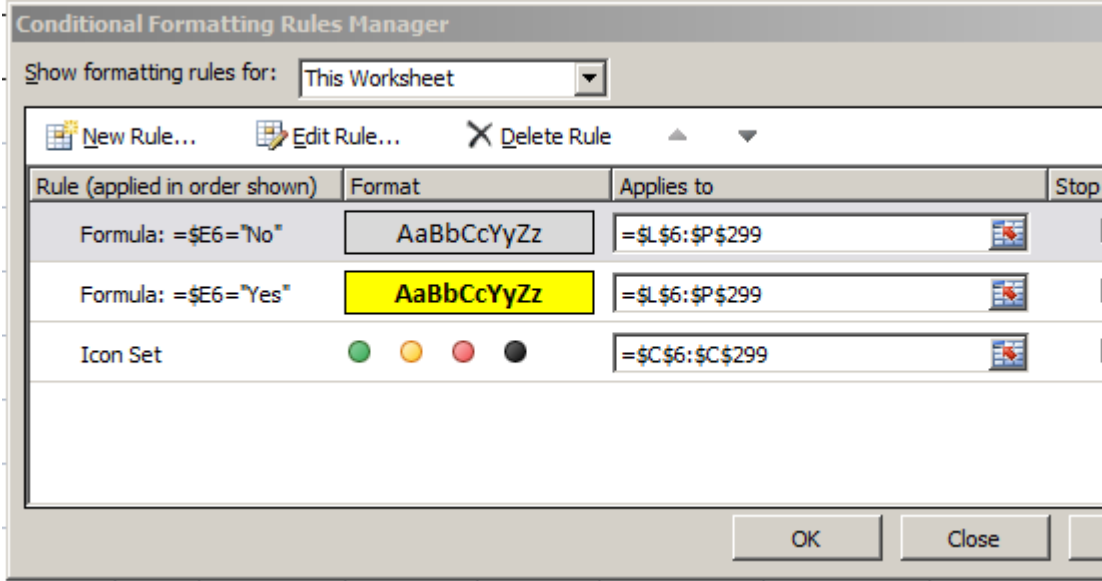 Conditional Formatting Rules Manager
Show formatting rules for: This Worksheet
New Rule... Edit Rule... Delete Rule
Rule (applied in order shown) Format Applies to Stop
Formula: =$E6="No" AaBbCcYyZz =$L$6:$P$299
Formula: =$E6="Yes" AaBbCcYyZz =$L$6:$P$299
Icon Set =$C$6:$C$299
OK Close